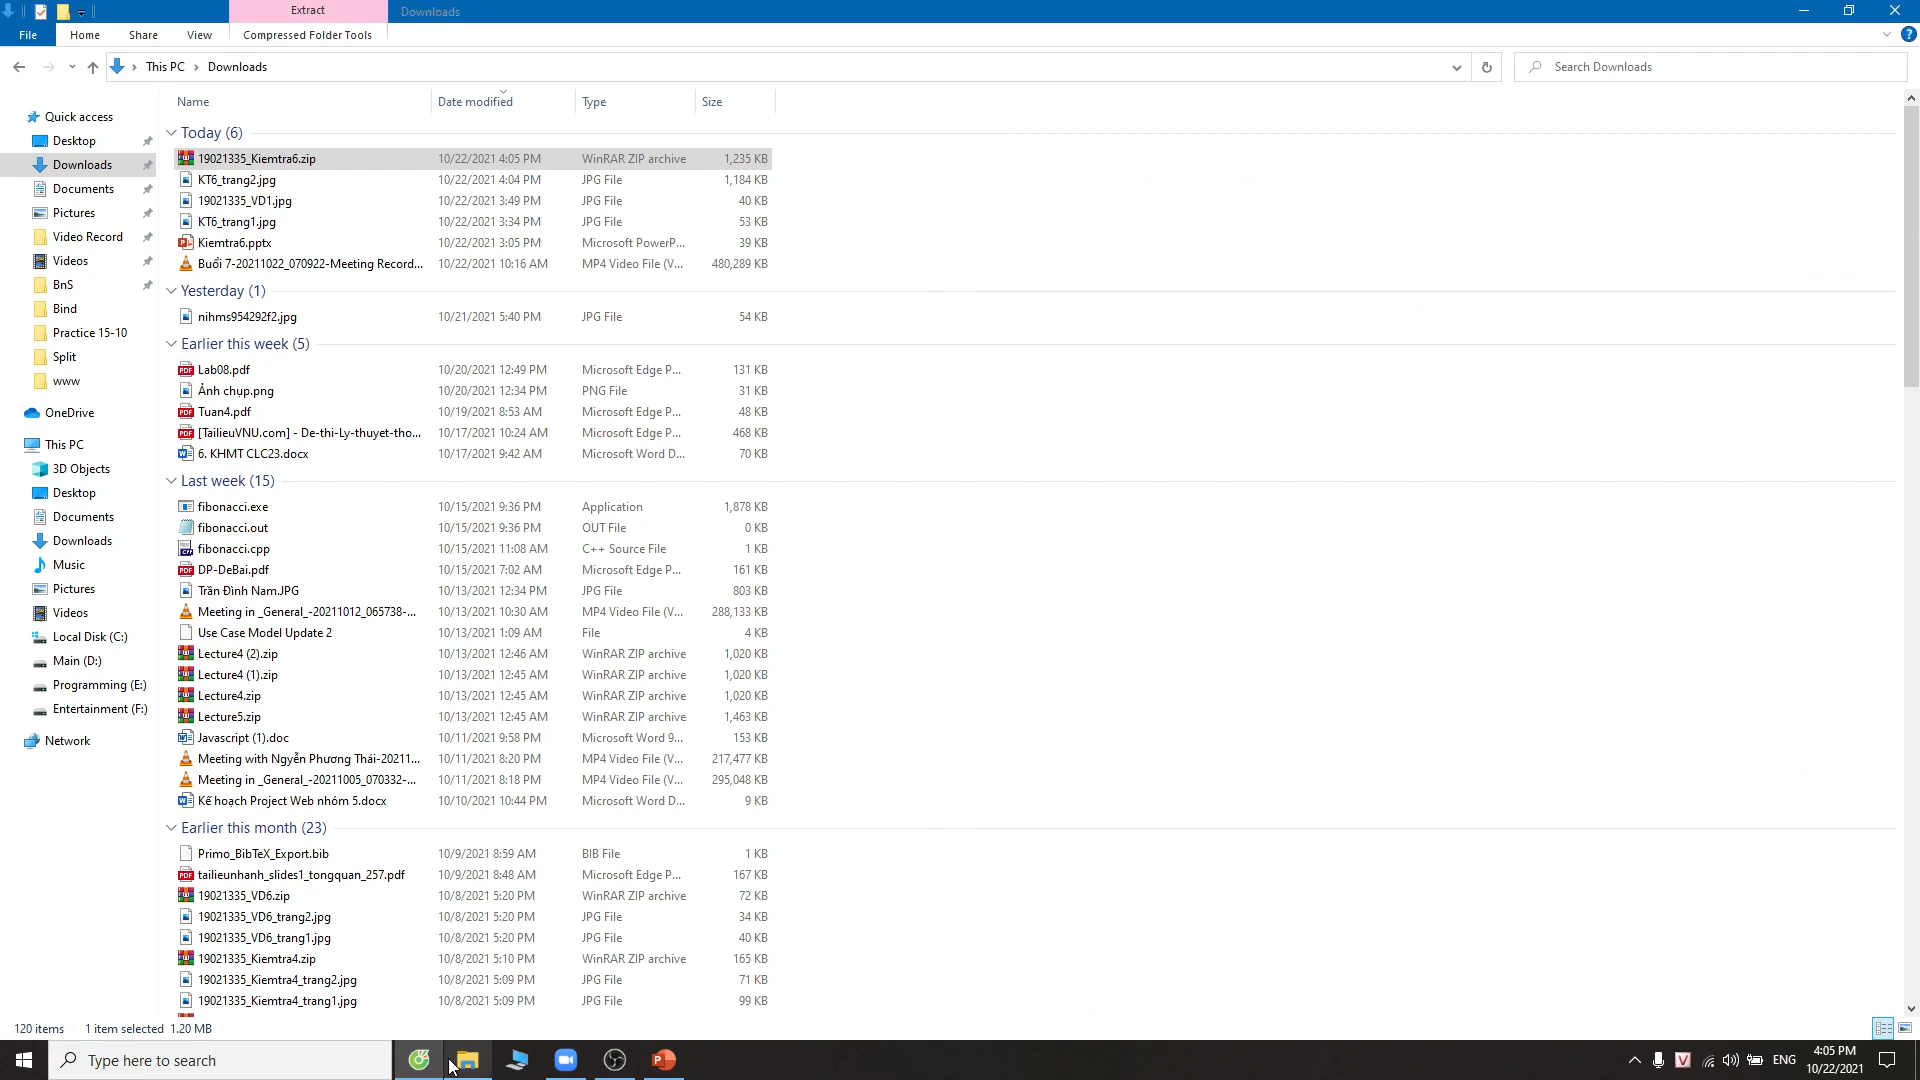 Extract
Downloads
File
Home
Share
View
Compressed Folder Tools
This PC
Downloads
Search Downloads
Name
Date modified
Type
Size
Quick access
Desktop
Downloads
Documents
Pictures
Video Record
Videos
BnS
Bind
Practice 15-10
Split
www
OneDrive
This PC
3D Objects
Desktop
Documents
Downloads
Music
Pictures
Videos
Local Disk (C:)
Main (D:)
Programming (E:)
Entertainment (F:)
Network
Today (6)
19021335_Kiemtra6.zip 10/22/2021 4:05 PM WinRAR ZIP archive 1,235 KB
KT6_trang2.jpg 10/22/2021 4:04 PM JPG File 1,184 KB
19021335_VD1.jpg 10/22/2021 3:49 PM JPG File 40 KB
KT6_trang1.jpg 10/22/2021 3:34 PM JPG File 53 KB
Kiemtra6.pptx 10/22/2021 3:05 PM Microsoft PowerP... 39 KB
Buổi 7-20211022_070922-Meeting Record... 10/22/2021 10:16 AM MP4 Video File (V... 480,289 KB
Yesterday (1)
nihms954292f2.jpg 10/21/2021 5:40 PM JPG File 54 KB
Earlier this week (5)
Lab08.pdf 10/20/2021 12:49 PM Microsoft Edge P... 131 KB
Ảnh chụp.png 10/20/2021 12:34 PM PNG File 31 KB
Tuan4.pdf 10/19/2021 8:53 AM Microsoft Edge P... 48 KB
[TailieuVNU.com] - De-thi-Ly-thuyet-tho... 10/17/2021 10:24 AM Microsoft Edge P... 468 KB
6. KHMT CLC23.docx 10/17/2021 9:42 AM Microsoft Word D... 70 KB
Last week (15)
fibonacci.exe 10/15/2021 9:36 PM Application 1,878 KB
fibonacci.out 10/15/2021 9:36 PM OUT File 0 KB
fibonacci.cpp 10/15/2021 11:08 AM C++ Source File 1 KB
DP-DeBai.pdf 10/15/2021 7:02 AM Microsoft Edge P... 161 KB
Trần Đình Nam.JPG 10/13/2021 12:34 PM JPG File 803 KB
Meeting in _General_-20211012_065738-... 10/13/2021 10:30 AM MP4 Video File (V... 288,133 KB
Use Case Model Update 2 10/13/2021 1:09 AM File 4 KB
Lecture4 (2).zip 10/13/2021 12:46 AM WinRAR ZIP archive 1,020 KB
Lecture4 (1).zip 10/13/2021 12:45 AM WinRAR ZIP archive 1,020 KB
Lecture4.zip 10/13/2021 12:45 AM WinRAR ZIP archive 1,020 KB
Lecture5.zip 10/13/2021 12:45 AM WinRAR ZIP archive 1,463 KB
Javascript (1).doc 10/11/2021 9:58 PM Microsoft Word 9... 153 KB
Meeting with Nguyễn Phương Thái-20211... 10/11/2021 8:20 PM MP4 Video File (V... 217,477 KB
Meeting in _General_-20211005_070332-... 10/11/2021 8:18 PM MP4 Video File (V... 295,048 KB
Kế hoạch Project Web nhóm 5.docx 10/10/2021 10:44 PM Microsoft Word D... 9 KB
Earlier this month (23)
Primo_BibTeX_Export.bib 10/9/2021 8:59 AM BIB File 1 KB
tailieunhanh_slides1_tongquan_257.pdf 10/9/2021 8:48 AM Microsoft Edge P... 167 KB
19021335_VD6.zip 10/8/2021 5:20 PM WinRAR ZIP archive 72 KB
19021335_VD6_trang2.jpg 10/8/2021 5:20 PM JPG File 34 KB
19021335_VD6_trang1.jpg 10/8/2021 5:20 PM JPG File 40 KB
19021335_Kiemtra4.zip 10/8/2021 5:10 PM WinRAR ZIP archive 165 KB
19021335_Kiemtra4_trang2.jpg 10/8/2021 5:09 PM JPG File 71 KB
19021335_Kiemtra4_trang1.jpg 10/8/2021 5:09 PM JPG File 99 KB
120 items 1 item selected 1.20 MB
Type here to search
ENG
4:05 PM
10/22/2021